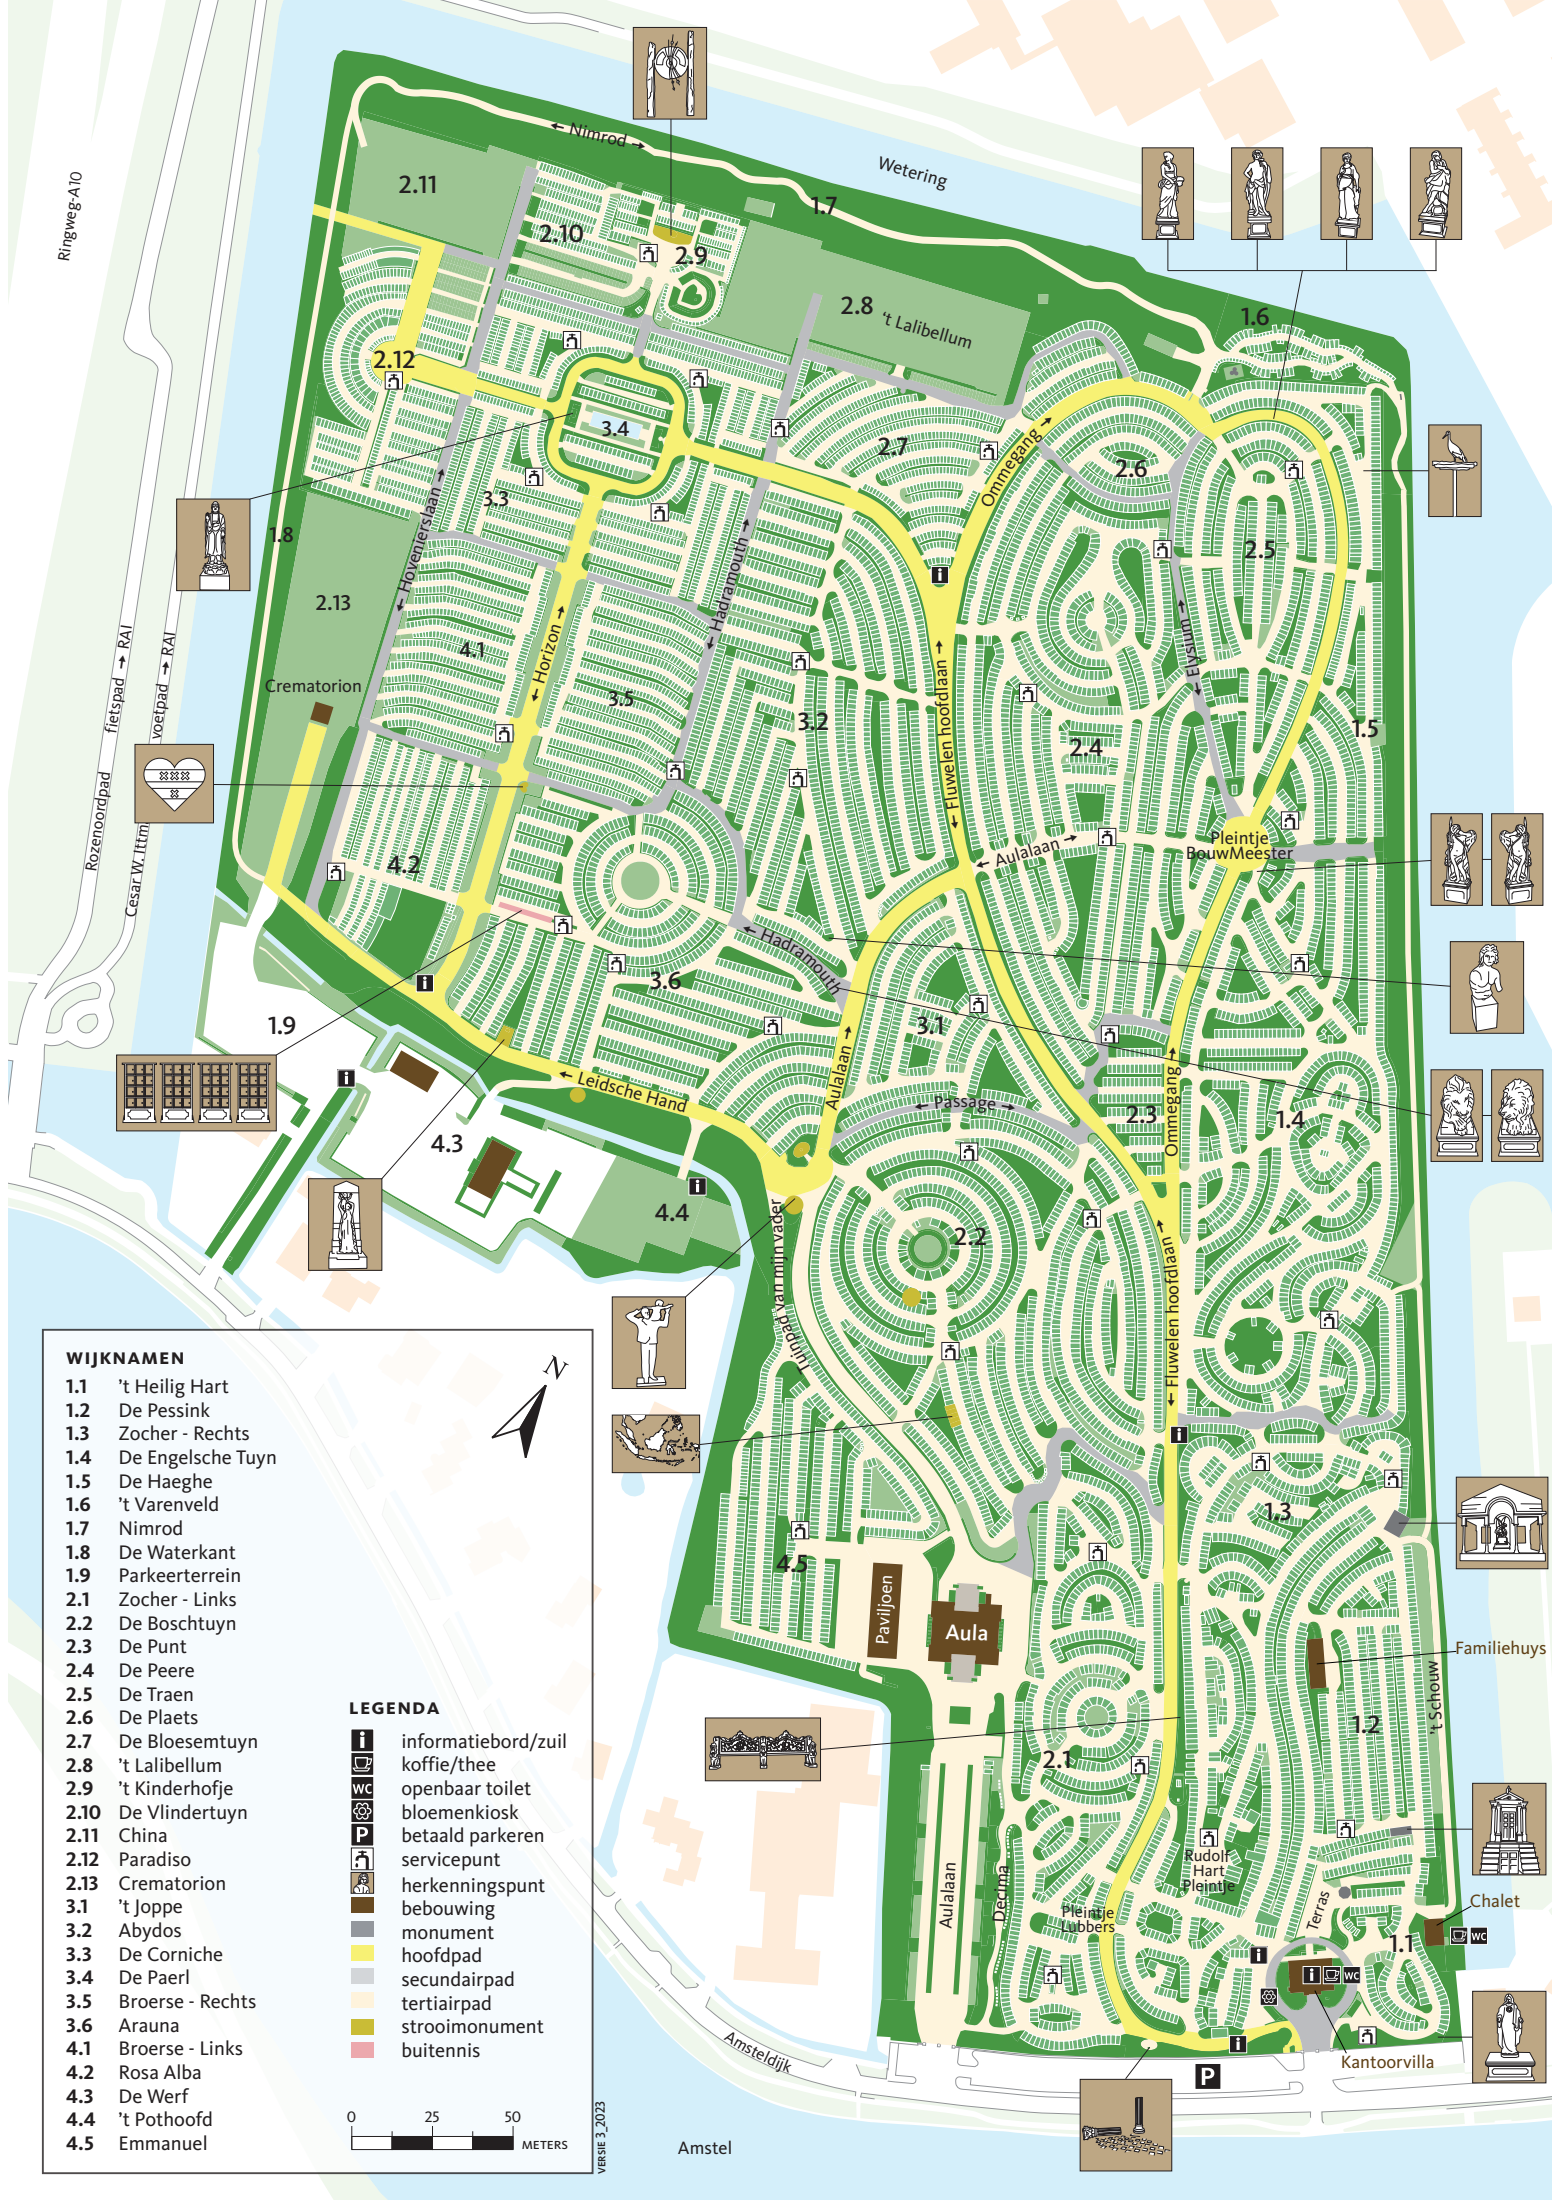 Ringweg-A10
Nimrod
Wetering
2.11
1.7
2.10
2.9
2.8
't Lalibellum
1.6
2.12
3.4
2.7
Ommegang
2.6
3.3
Hovenierslaan
1.8
2.5
2.13
Hadramouth
Horizon
Elysium
4.1
Crematorion
3.5
Fluwelen hoofdlaan
3.2
1.5
2.4
fietspad → RAI
voetpad → RAI
Rozenoordpad
Cesar W. Ittm
Pleintje
BouwMeester
Aulalaan
4.2
Hadramouth
3.6
1.9
3.1
Aulalaan
Leidsche Hand
Passage
2.3
Ommegang
1.4
4.3
4.4
Tuinpad van mijn vader
2.2
Fluwelen hoofdlaan
1.3
4.5
Paviljoen
Aula
Familiehuys
't Schouw
1.2
2.1
Rudolf
Hart
Pleintje
Aulalaan
Decima
Pleintje
Lubbers
Terras
Chalet
WC
1.1
WC
Kantoorvilla
P
Amsteldijk
Amstel
WIJKNAMEN
N
1.1 't Heilig Hart
1.2 De Pessink
1.3 Zocher - Rechts
1.4 De Engelsche Tuyn
1.5 De Haeghe
1.6 't Varenveld
1.7 Nimrod
1.8 De Waterkant
1.9 Parkeerterrein
2.1 Zocher - Links
2.2 De Boschtuyn
2.3 De Punt
2.4 De Peere
2.5 De Traen
2.6 De Plaets
2.7 De Bloesemtuyn
2.8 't Lalibellum
2.9 't Kinderhofje
2.10 De Vlindertuyn
2.11 China
2.12 Paradiso
2.13 Crematorion
3.1 't Joppe
3.2 Abydos
3.3 De Corniche
3.4 De Paerl
3.5 Broerse - Rechts
3.6 Arauna
4.1 Broerse - Links
4.2 Rosa Alba
4.3 De Werf
4.4 't Pothoofd
4.5 Emmanuel
LEGENDA
i informatiebord/zuil
koffie/thee
WC openbaar toilet
bloemenkiosk
P betaald parkeren
servicepunt
herkenningspunt
bebouwing
monument
hoofdpad
secundairpad
tertiairpad
strooimonument
buitennis
0 25 50
METERS
VERSIE 3_2023